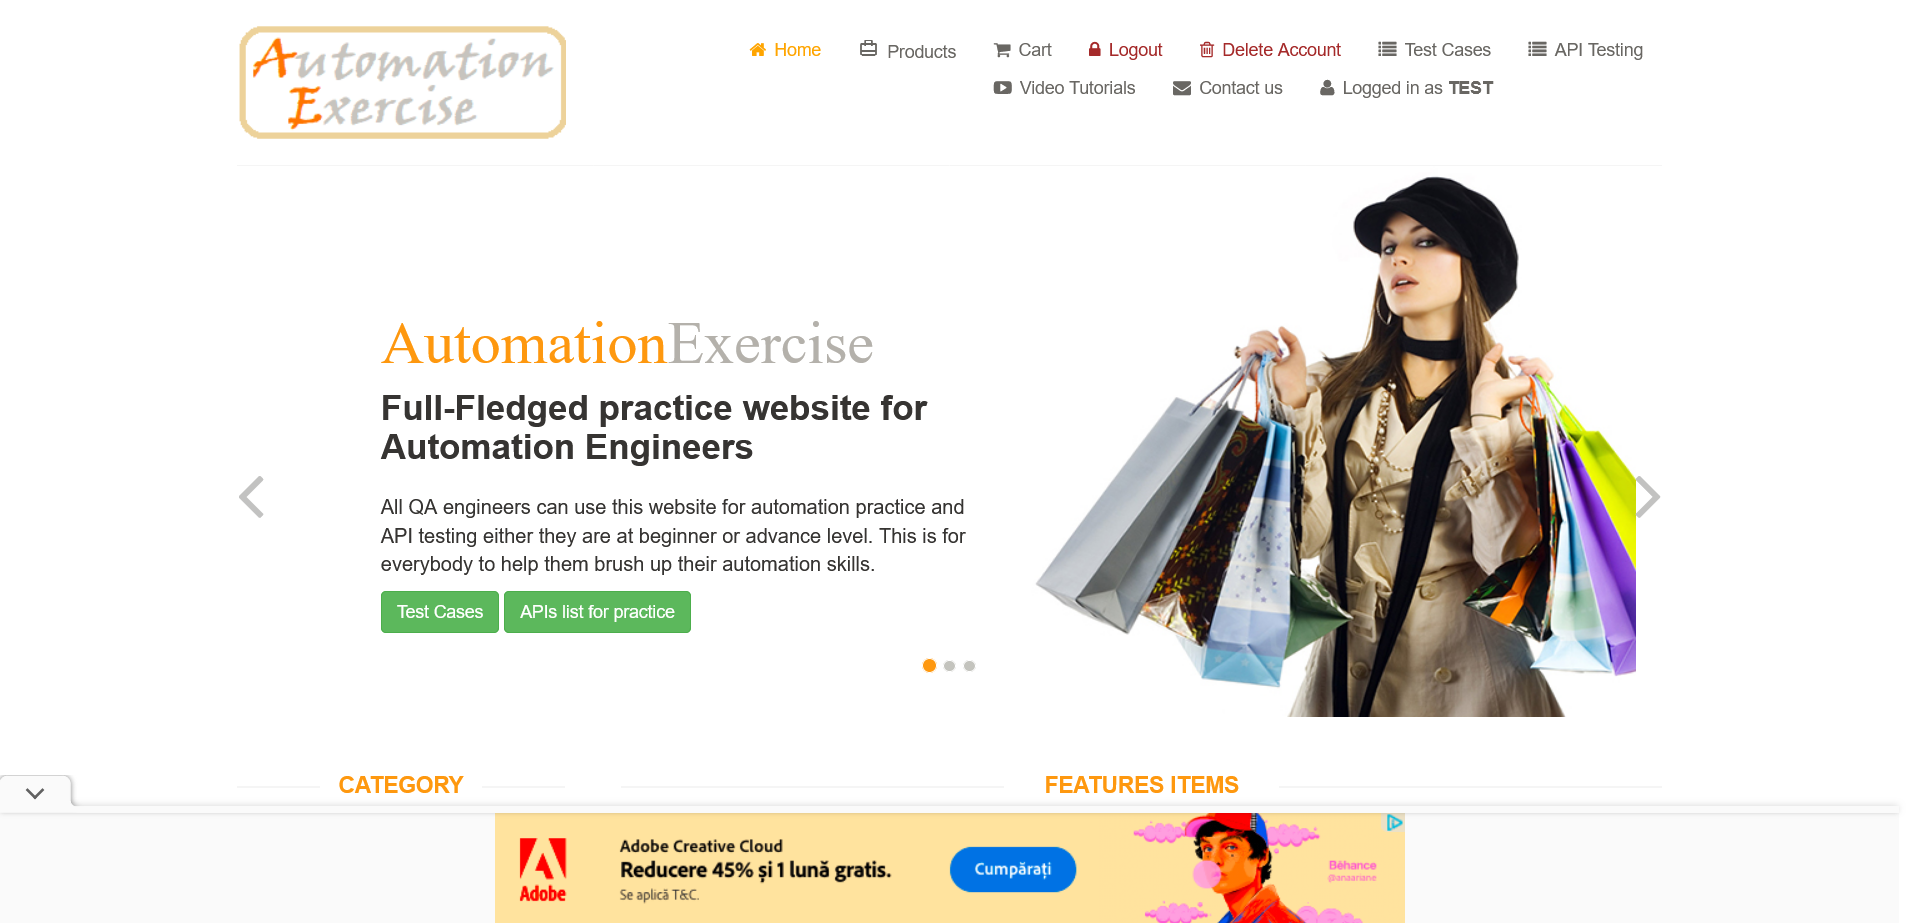 Automation
Exercise
Home
Products
Cart
Logout
Delete Account
Test Cases
API Testing
Video Tutorials
Contact us
Logged in as TEST
AutomationExercise
Full-Fledged practice website for
Automation Engineers
All QA engineers can use this website for automation practice and
API testing either they are at beginner or advance level. This is for
everybody to help them brush up their automation skills.
Test Cases
APIs list for practice
CATEGORY
FEATURES ITEMS
Adobe
Adobe Creative Cloud
Reducere 45% și 1 lună gratis.
Se aplică T&C.
Cumpărați
Bēhance
@anaariane